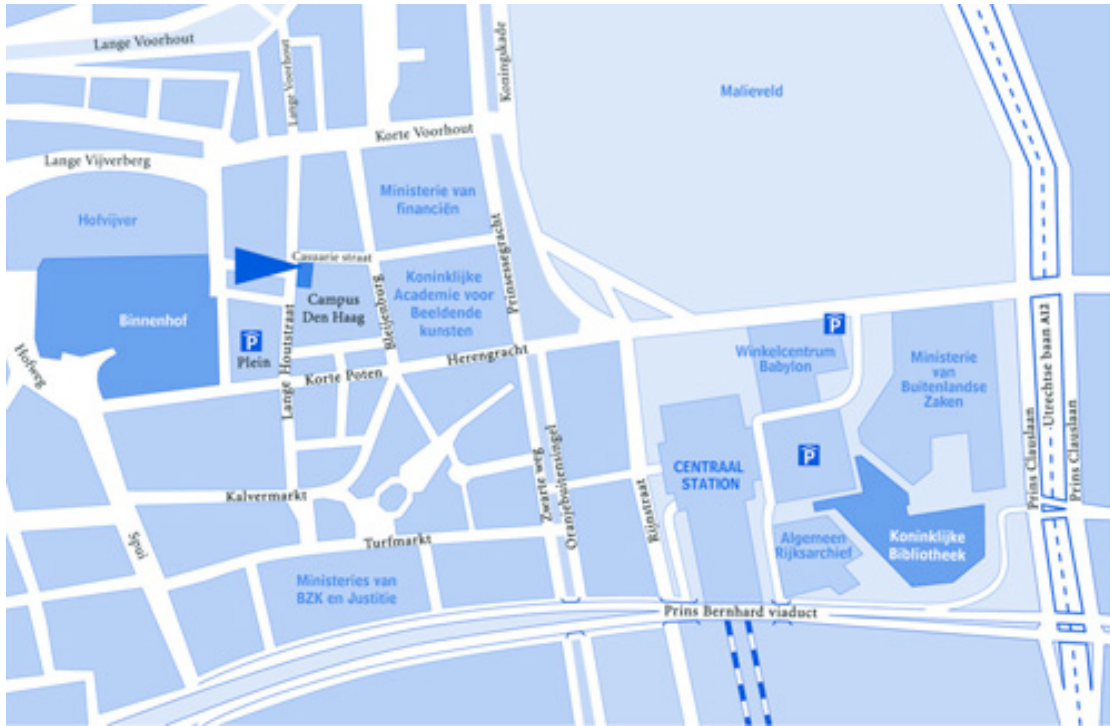 Lange Voorhout
Lange Voorhout
Koningskade
Malieveld
Korte Voorhout
Lange Vijverberg
Ministerie van
financiën
Hofvijver
Casuarie straat
Prinsessegracht
Koninklijke
Academie voor
Beeldende
kunsten
Bleijenburg
Campus
Den Haag
Binnenhof
P
Plein
Lange Houtstraat
Herengracht
Korte Poten
Hofweg
P
Winkelcentrum
Babylon
Ministerie
van
Buitenlandse
Zaken
Utrechtse baan A12
Prins Clauslaan
Prins Clauslaan
P
CENTRAAL
STATION
Zwarte weg
Oranjebuitensingel
Rijnstraat
Kalvermarkt
Spui
Turfmarkt
Algemeen
Rijksarchief
Koninklijke
Bibliotheek
Ministeries van
BZK en Justitie
Prins Bernhard viaduct